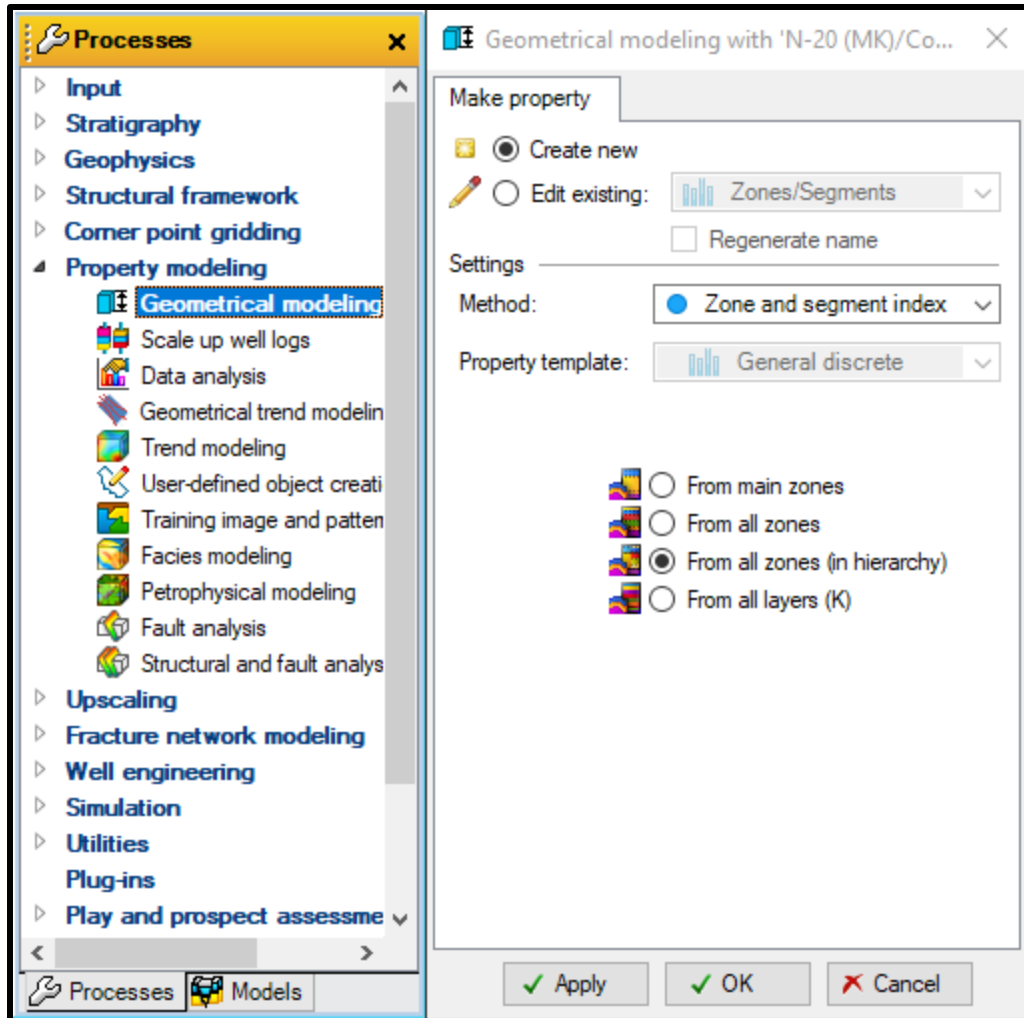 Processes
Input
Stratigraphy
Geophysics
Structural framework
Corner point gridding
Property modeling
Geometrical modeling
Scale up well logs
Data analysis
Geometrical trend modelin
Trend modeling
User-defined object creati
Training image and pattern
Facies modeling
Petrophysical modeling
Fault analysis
Structural and fault analys
Upscaling
Fracture network modeling
Well engineering
Simulation
Utilities
Plug-ins
Play and prospect assessme
Processes Models
Geometrical modeling with 'N-20 (MK)/Co...
Make property
Create new
Edit existing: Zones/Segments
Regenerate name
Settings
Method: Zone and segment index
Property template: General discrete
From main zones
From all zones
From all zones (in hierarchy)
From all layers (K)
Apply OK Cancel